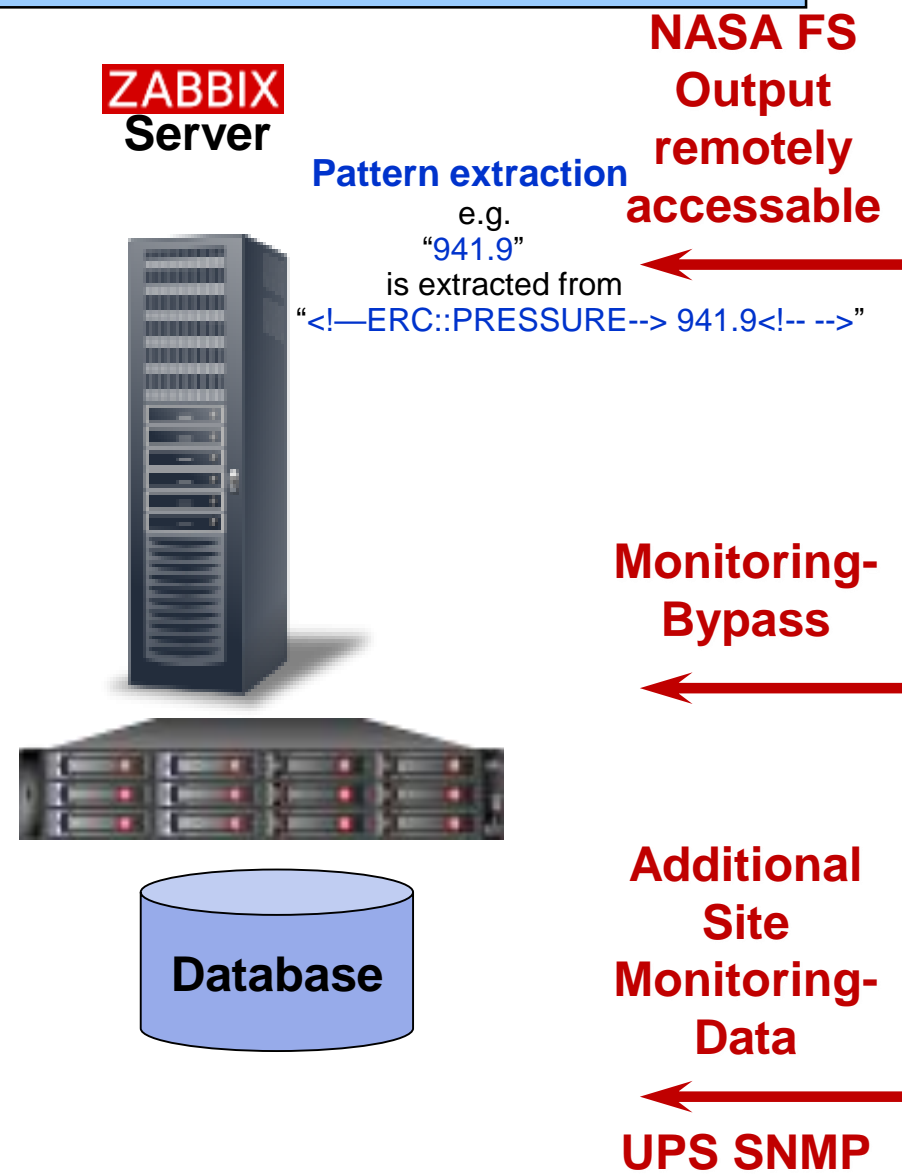 NASA FS
Output
remotely
accessable
ZABBIX
Server
Pattern extraction
e.g.
“941.9”
is extracted from
“<!—ERC::PRESSURE--> 941.9<!-- -->”
Monitoring-
Bypass
Additional
Site
Monitoring-
Data
Database
UPS SNMP